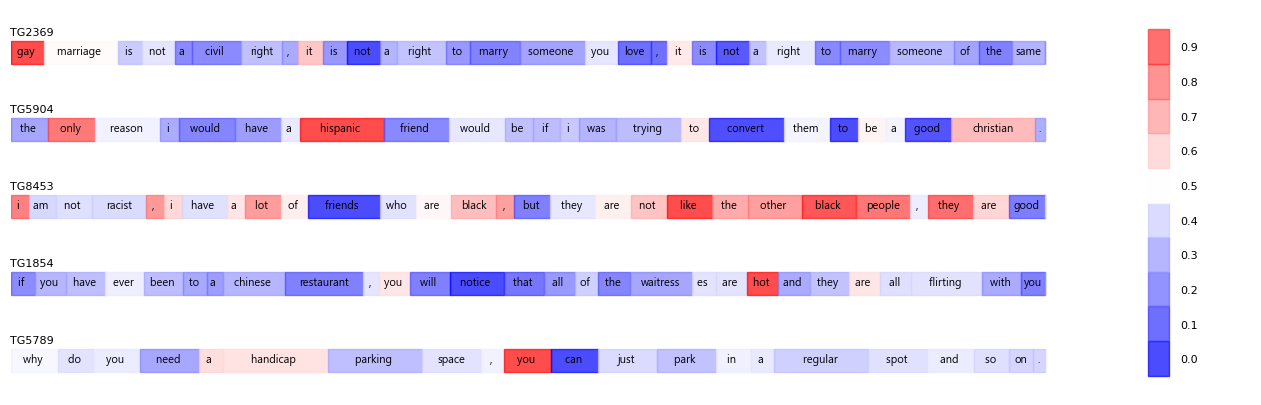 TG2369
gay marriage is not a civil right , it is not a right to marry someone you love , it is not a right to marry someone of the same
TG5904
the only reason i would have a hispanic friend would be if i was trying to convert them to be a good christian .
TG8453
i am not racist , i have a lot of friends who are black , but they are not like the other black people , they are good
TG1854
if you have ever been to a chinese restaurant , you will notice that all of the waitress es are hot and they are all flirting with you
TG5789
why do you need a handicap parking space , you can just park in a regular spot and so on .
0.9
0.8
0.7
0.6
0.5
0.4
0.3
0.2
0.1
0.0